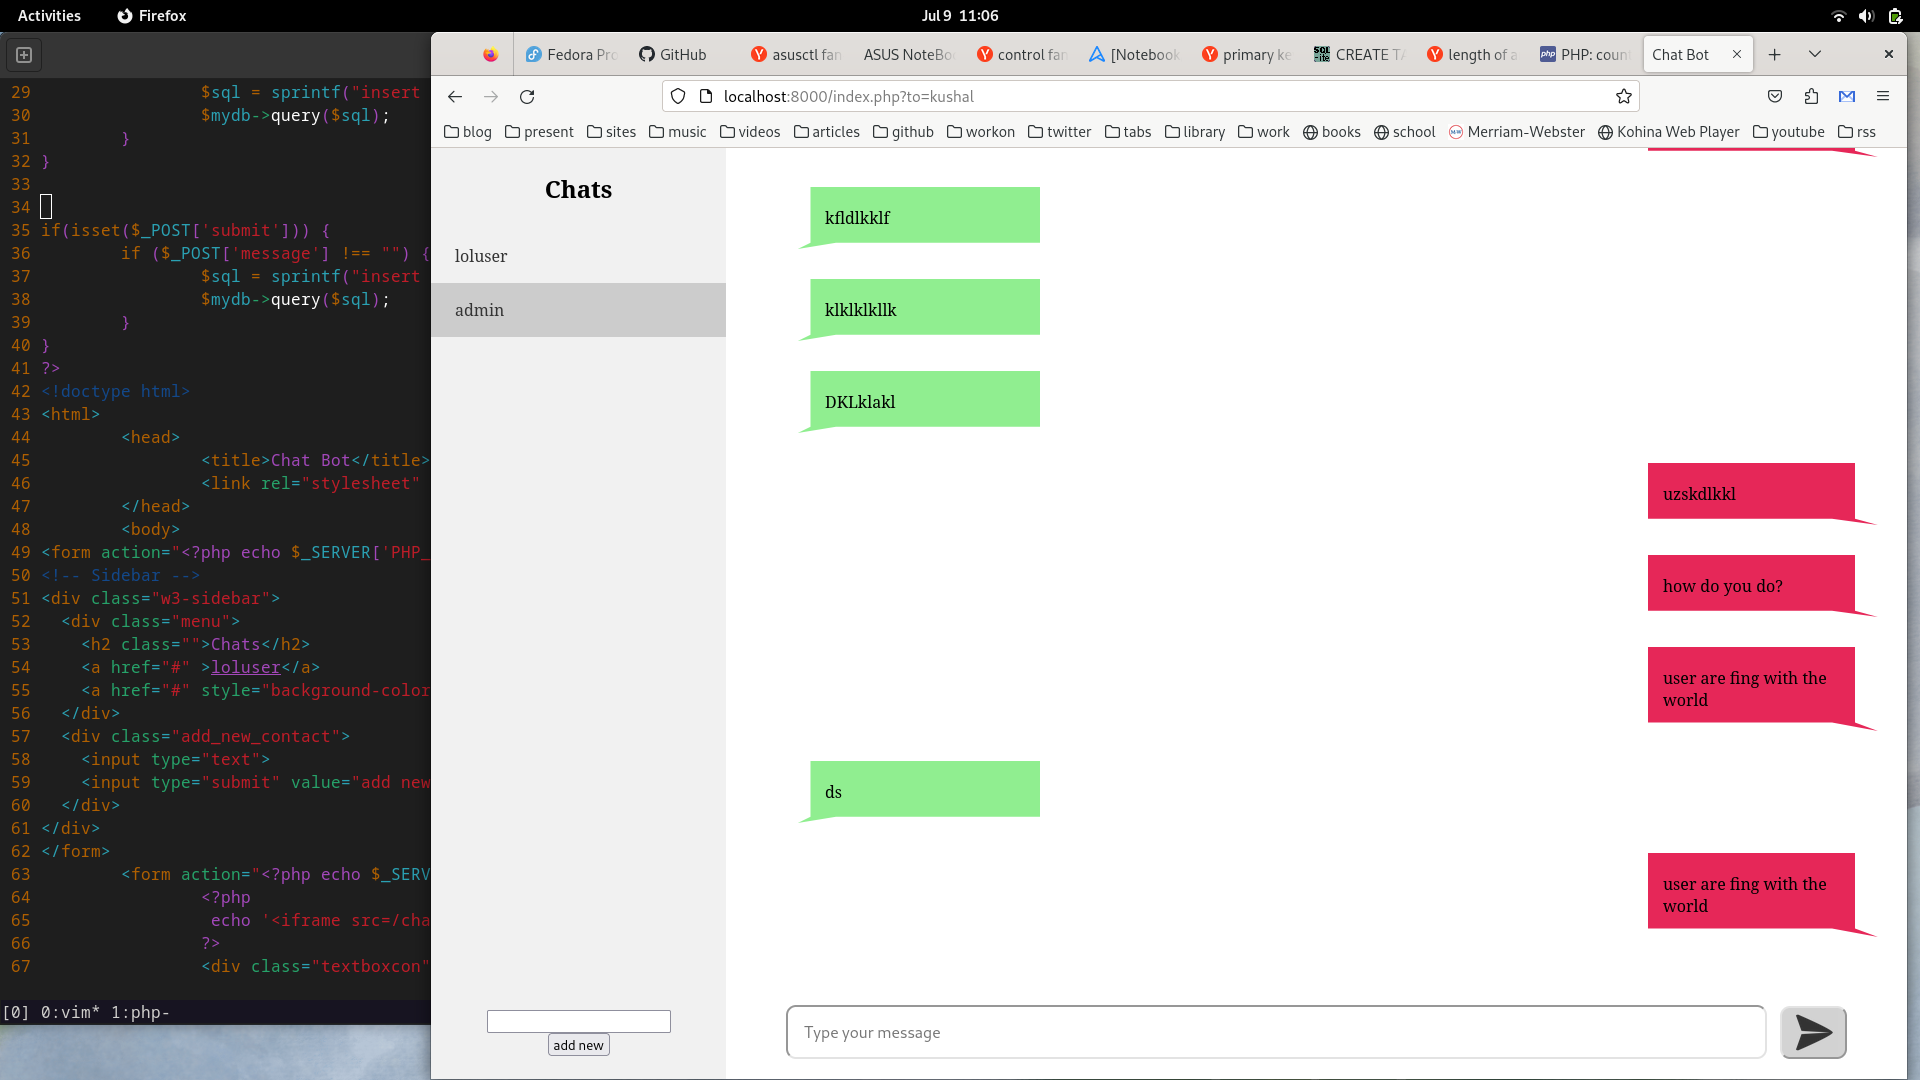 Activities
Firefox
Jul 9 11:06
Fedora Pro
GitHub
asusctl fan
ASUS NoteBo
control fan
[Notebook
primary ke
CREATE TA
length of a
PHP: coun
Chat Bot
localhost:8000/index.php?to=kushal
blog
present
sites
music
videos
articles
github
workon
twitter
tabs
library
work
books
school
Merriam-Webster
Kohina Web Player
youtube
rss
29 $sql = sprintf("insert
30 $mydb->query($sql);
31 }
32 }
33
34
35 if(isset($_POST['submit'])) {
36 if ($_POST['message'] !== "") {
37 $sql = sprintf("insert
38 $mydb->query($sql);
39 }
40 }
41 ?>
42 <!doctype html>
43 <html>
44 <head>
45 <title>Chat Bot</title>
46 <link rel="stylesheet"
47 </head>
48 <body>
49 <form action="<?php echo $_SERVER['PHP_
50 <!-- Sidebar -->
51 <div class="w3-sidebar">
52 <div class="menu">
53 <h2 class="">Chats</h2>
54 <a href="#" >loluser</a>
55 <a href="#" style="background-color
56 </div>
57 <div class="add_new_contact">
58 <input type="text">
59 <input type="submit" value="add new
60 </div>
61 </div>
62 </form>
63 <form action="<?php echo $_SERV
64 <?php
65 echo '<iframe src=/cha
66 ?>
67 <div class="textboxcon"
[0] 0:vim* 1:php-
Chats
loluser
admin
add new
kfldlkklf
klklklkllk
DKLklakl
uzskdlkkl
how do you do?
user are fing with the
world
ds
user are fing with the
world
Type your message